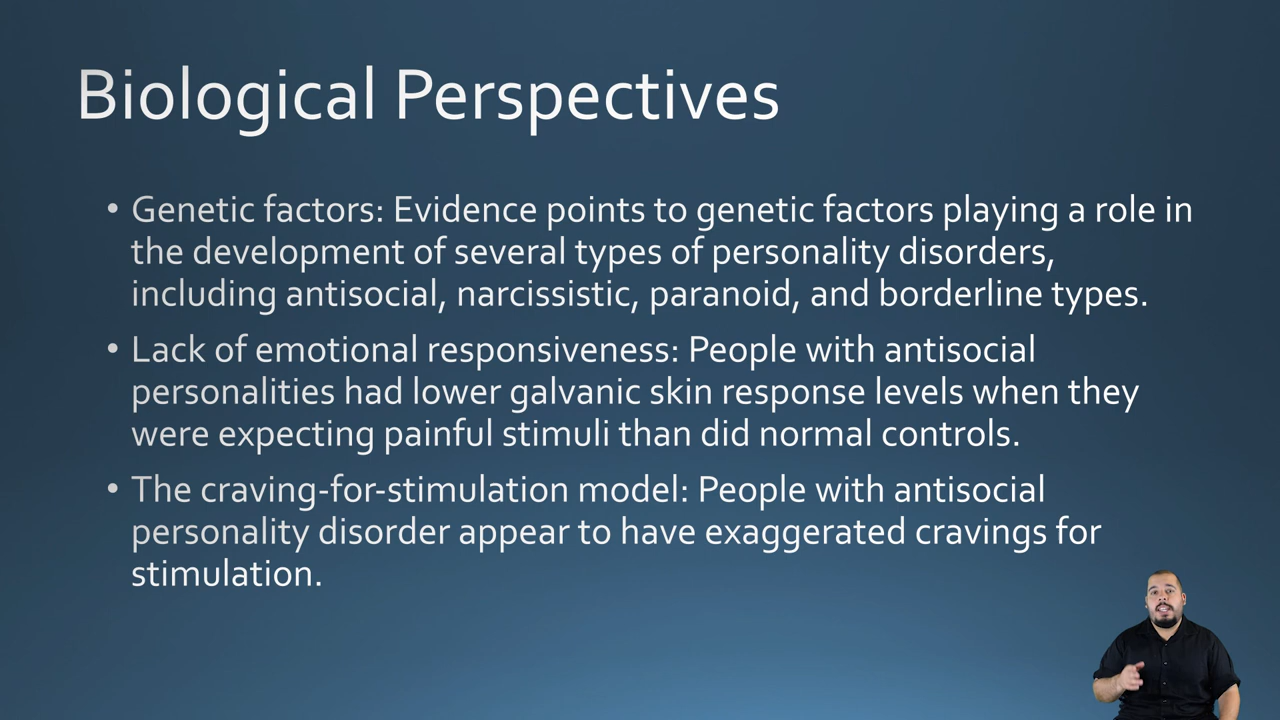 Biological Perspectives
• Genetic factors: Evidence points to genetic factors playing a role in
the development of several types of personality disorders,
including antisocial, narcissistic, paranoid, and borderline types.
• Lack of emotional responsiveness: People with antisocial
personalities had lower galvanic skin response levels when they
were expecting painful stimuli than did normal controls.
• The craving-for-stimulation model: People with antisocial
personality disorder appear to have exaggerated cravings for
stimulation.